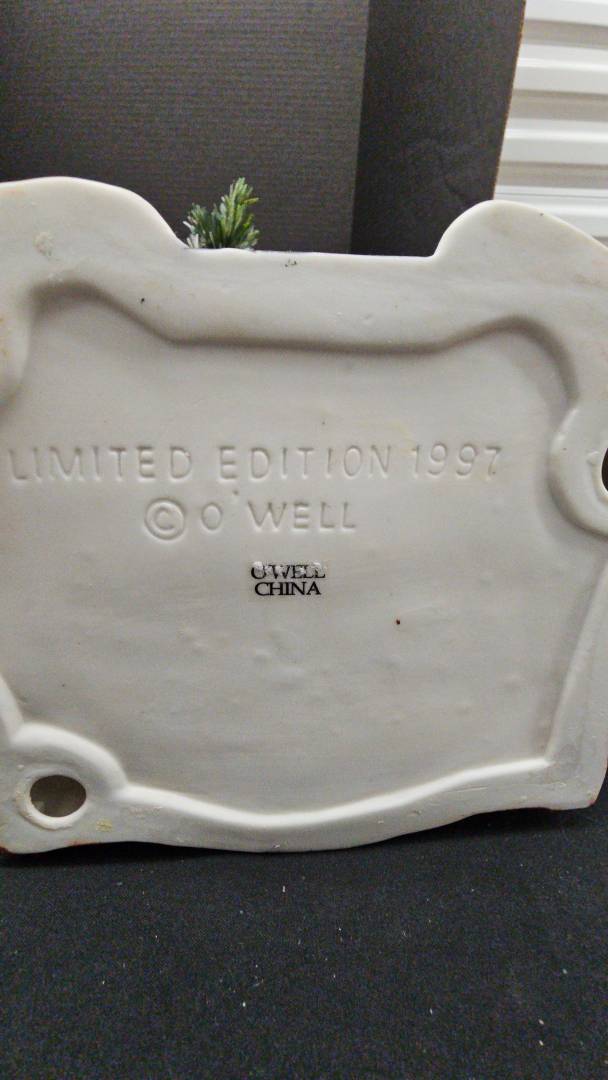 LIMITED EDITION 1997
© O'WELL
O'WELL
CHINA